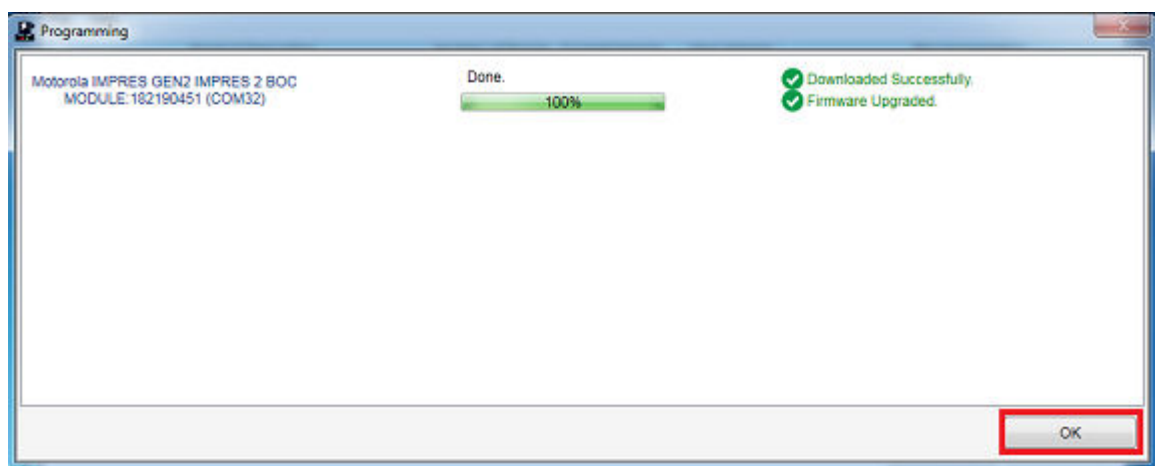 Programming
Motorola IMPRES GEN2 IMPRES 2 BOC
MODULE:182190451 (COM32)
Done.
100%
Downloaded Successfully.
Firmware Upgraded.
OK